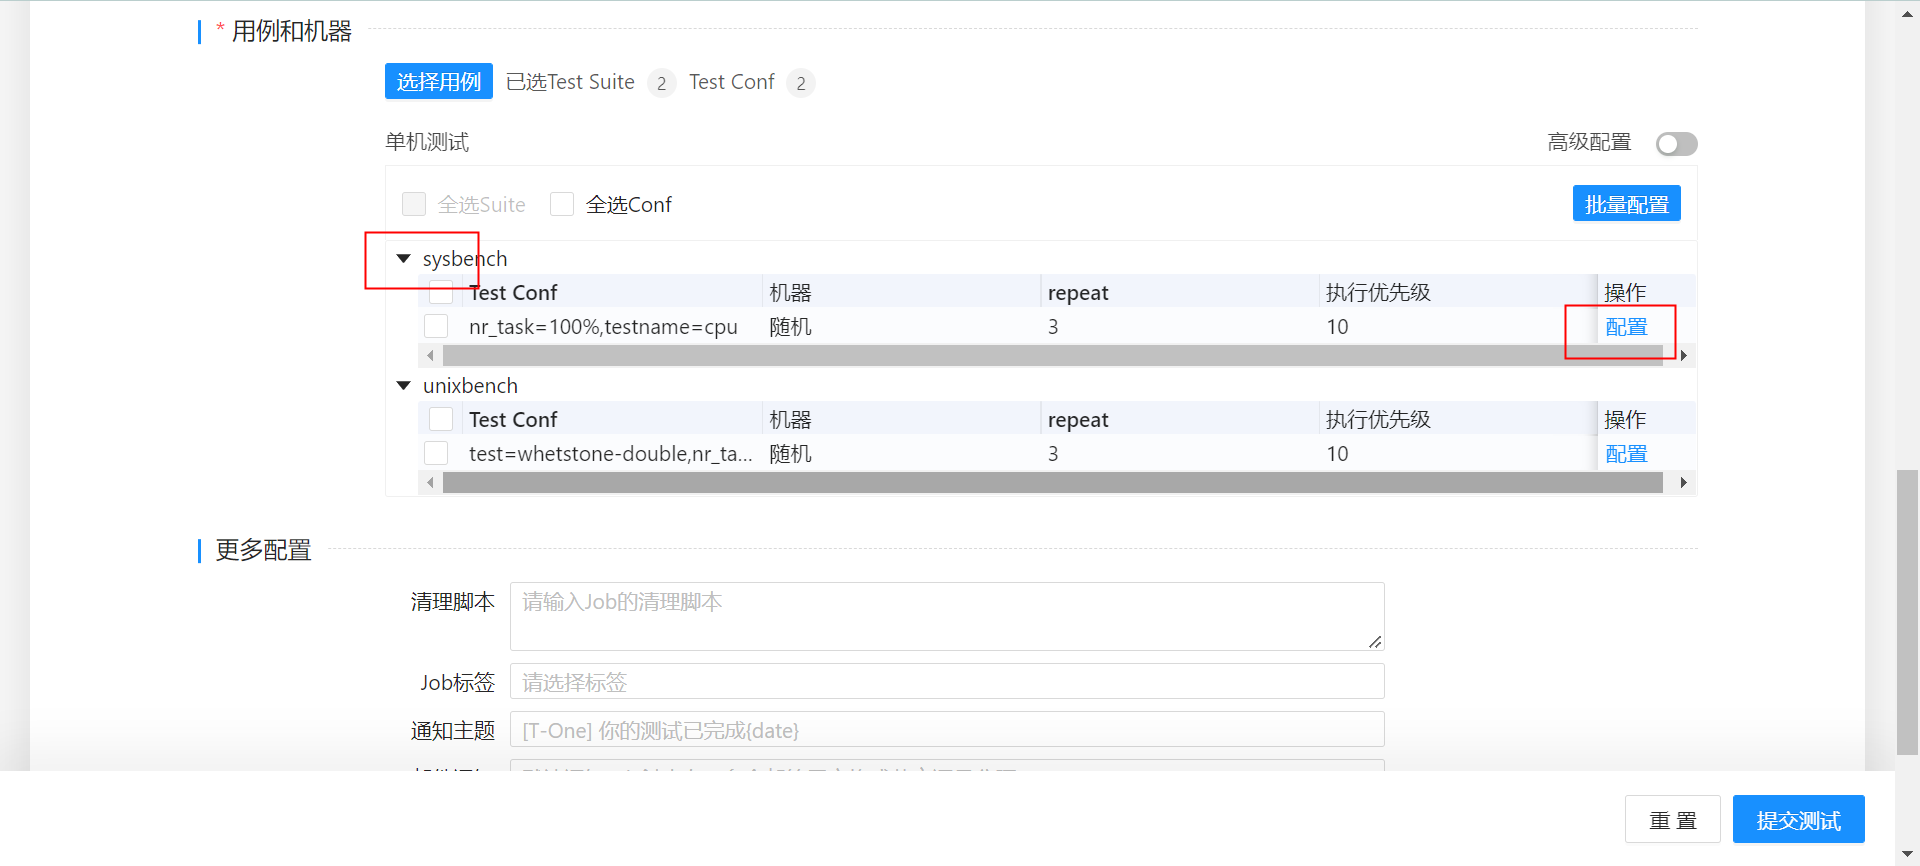 * 用例和机器
选择用例 已选Test Suite 2 Test Conf 2
单机测试 高级配置
全选Suite 全选Conf 批量配置
sysbench
Test Conf 机器 repeat 执行优先级 操作
nr_task=100%,testname=cpu 随机 3 10 配置
unixbench
Test Conf 机器 repeat 执行优先级 操作
test=whetstone-double,nr_ta... 随机 3 10 配置
更多配置
清理脚本 请输入Job的清理脚本
Job标签 请选择标签
通知主题 [T-One] 你的测试已完成{date}
重 置 提交测试